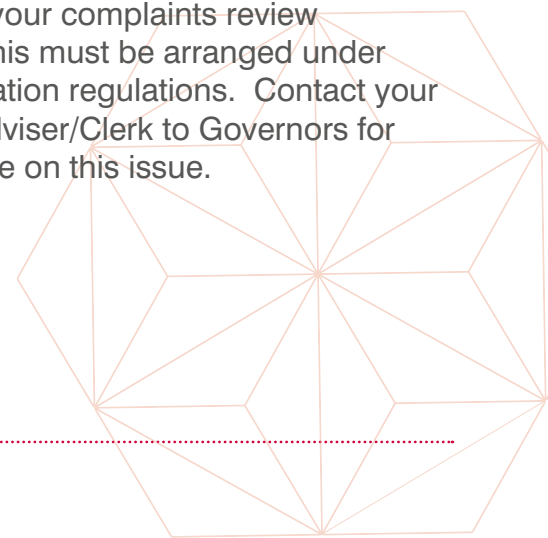 your complaints review
his must be arranged under
ation regulations.  Contact your
dviser/Clerk to Governors for
e on this issue.